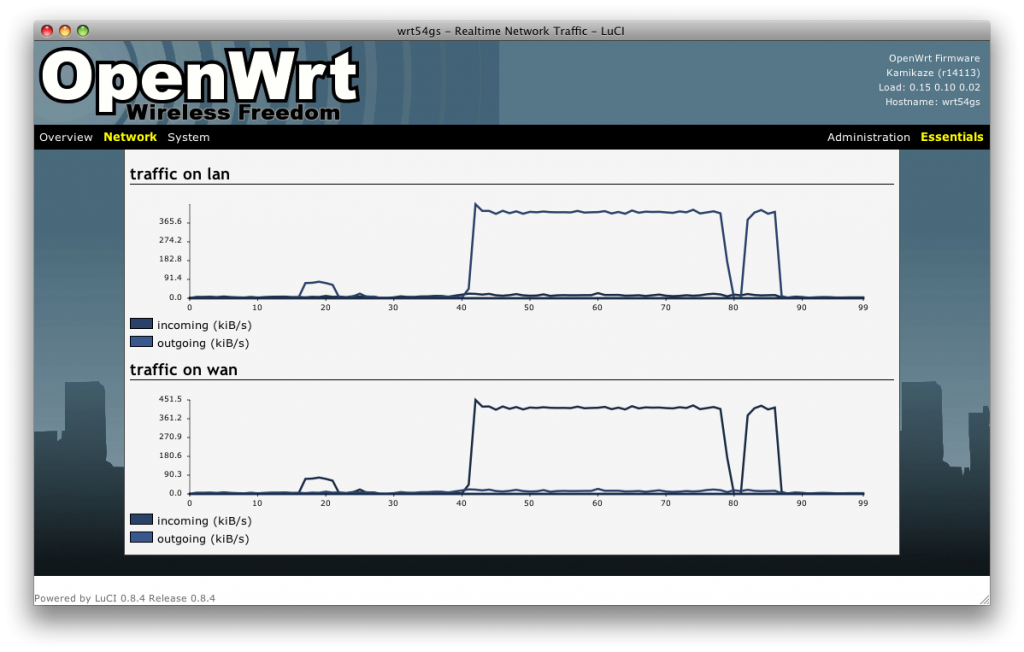 wrt54gs – Realtime Network Traffic – LuCI
OpenWrt
Wireless Freedom
OpenWrt Firmware
Kamikaze (r14113)
Load: 0.15 0.10 0.02
Hostname: wrt54gs
Overview Network System Administration Essentials
traffic on lan
365.6
274.2
182.8
91.4
0.0
0 10 20 30 40 50 60 70 80 90 99
incoming (kiB/s)
outgoing (kiB/s)
traffic on wan
451.5
361.2
270.9
180.6
90.3
0.0
0 10 20 30 40 50 60 70 80 90 99
incoming (kiB/s)
outgoing (kiB/s)
Powered by LuCI 0.8.4 Release 0.8.4